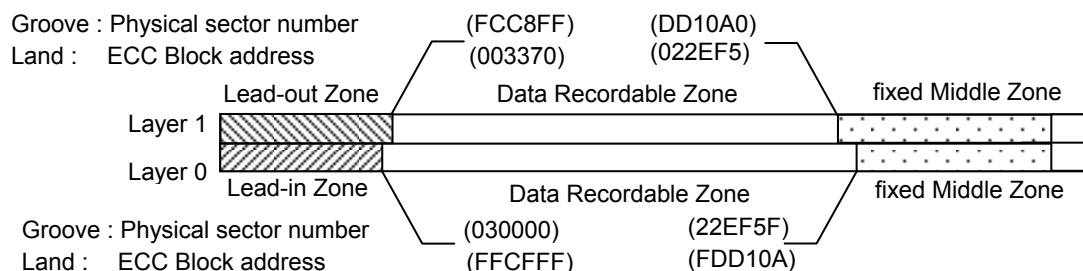 Groove : Physical sector number (FCC8FF) (DD10A0)
Land : ECC Block address (003370) (022EF5)
Lead-out Zone Data Recordable Zone fixed Middle Zone
Layer 1
Layer 0
Lead-in Zone Data Recordable Zone fixed Middle Zone
Groove : Physical sector number (030000) (22EF5F)
Land : ECC Block address (FFCFFF) (FDD10A)